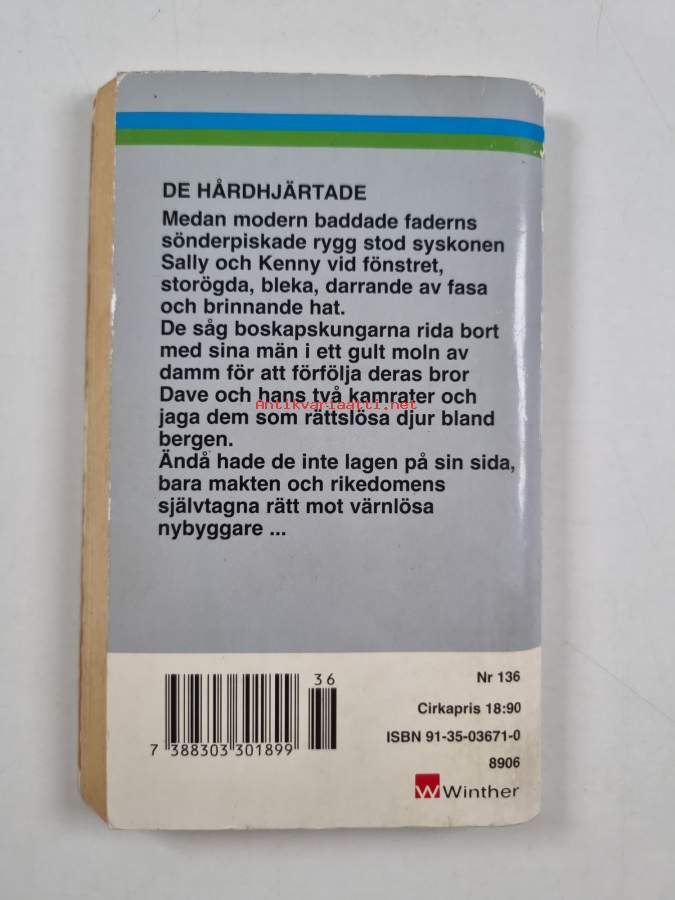 DE HÅRDHJÄRTADE
Medan modern baddade faderns
sönderpiskade rygg stod syskonen
Sally och Kenny vid fönstret,
storögda, bleka, darrande av fasa
och brinnande hat.
De såg boskapskungarna rida bort
med sina män i ett gult moln av
damm för att förfölja deras bror
Dave och hans två kamrater och
Antikvariaatti.net
jaga dem som rättslösa djur bland
bergen.
Ändå hade de inte lagen på sin sida,
bara makten och rikedomens
självtagna rätt mot värnlösa
nybyggare ...
36
7 388303 301899
Nr 136
Cirkapris 18:90
ISBN 91-35-03671-0
8906
W Winther